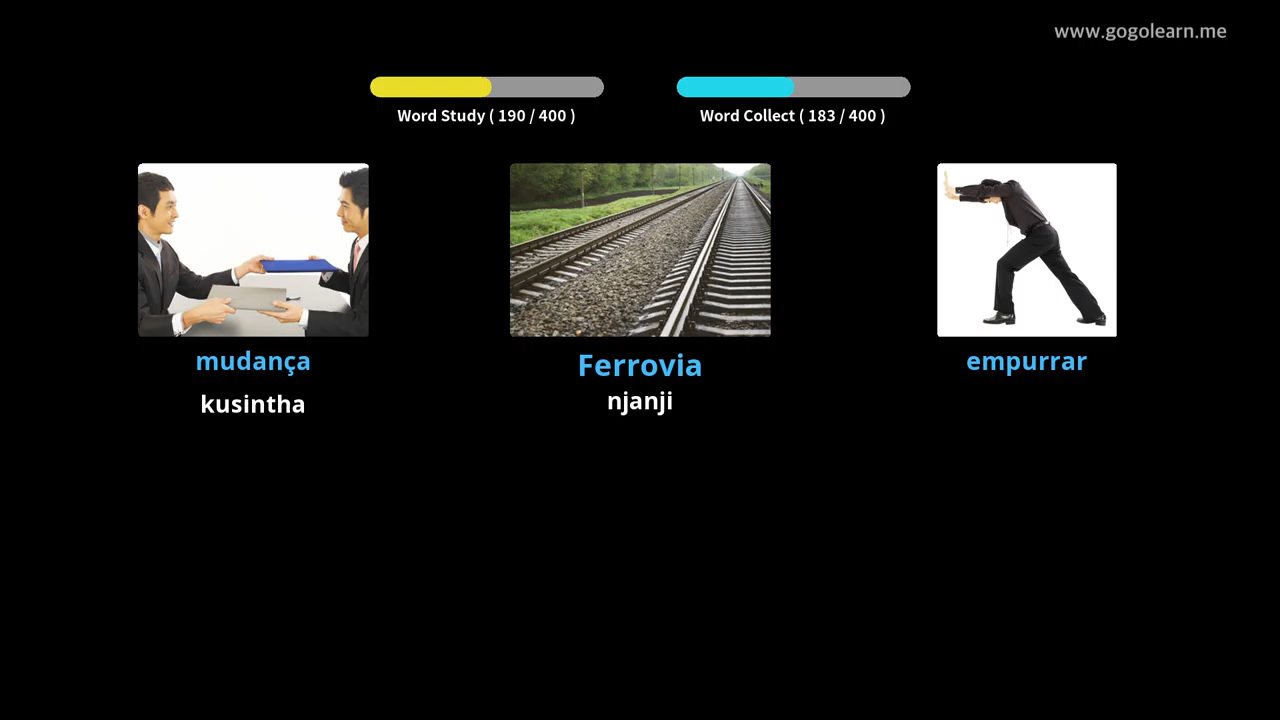 www.gogolearn.me
Word Study ( 190 / 400 )
Word Collect ( 183 / 400 )
mudança
kusintha
Ferrovia
njanji
empurrar